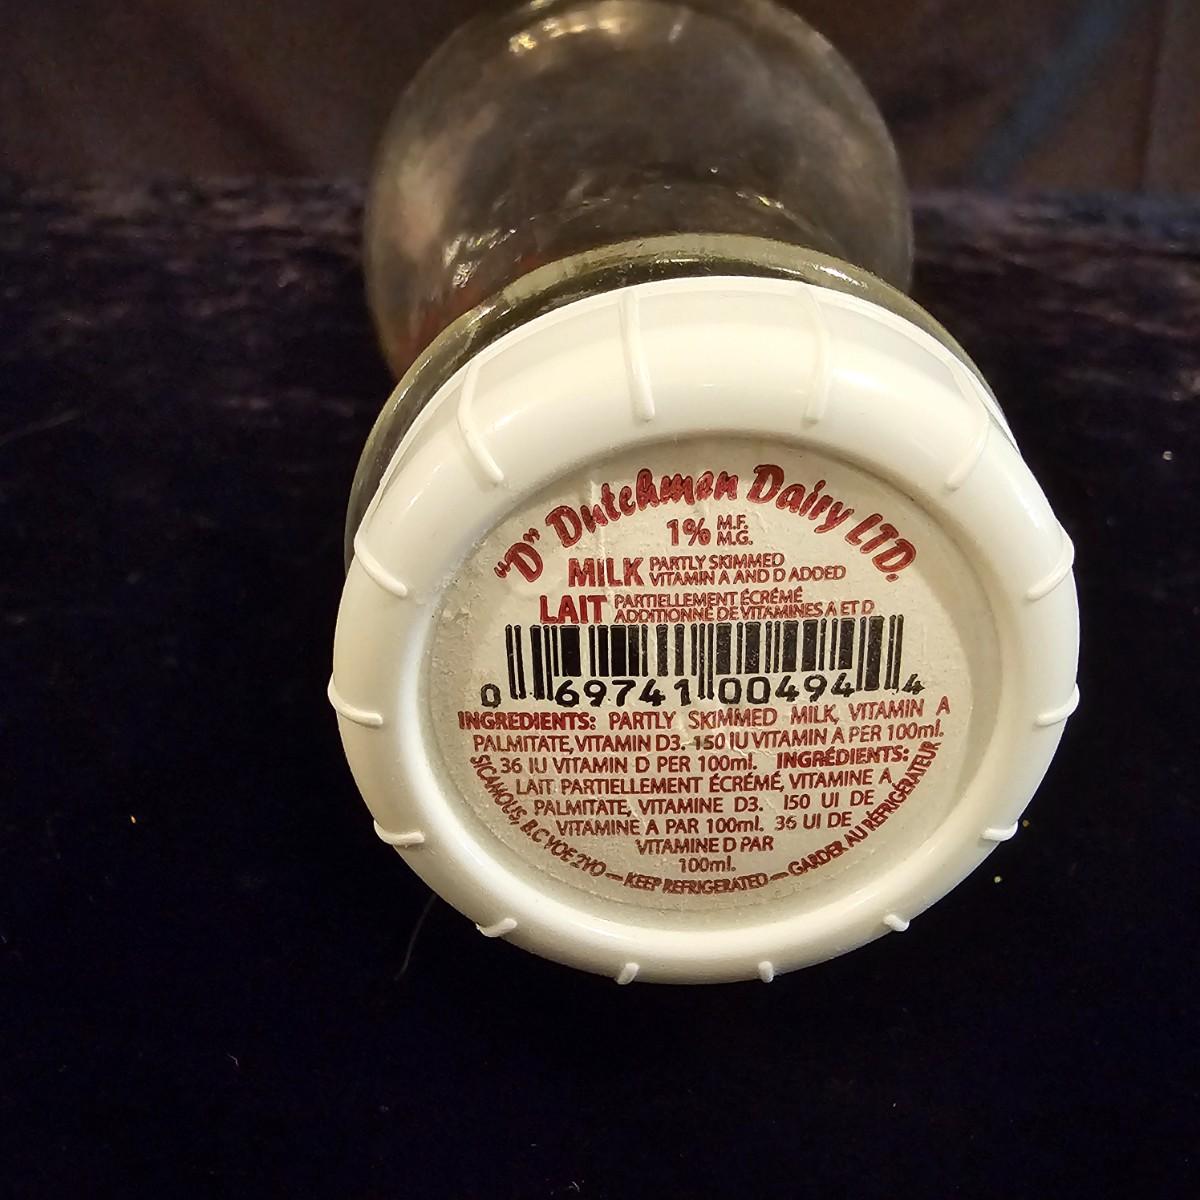 "D" Dutchmen Dairy LTD.
1% M.F.
M.G.
MILK PARTLY SKIMMED
VITAMIN A AND D ADDED
LAIT PARTIELLEMENT ÉCRÉMÉ
ADDITIONNÉ DE VITAMINES A ET D
0 69741 00494 4
INGREDIENTS: PARTLY SKIMMED MILK, VITAMIN A
PALMITATE, VITAMIN D3. 150 IU VITAMIN A PER 100ml.
36 IU VITAMIN D PER 100ml. INGRÉDIENTS:
LAIT PARTIELLEMENT ÉCRÉMÉ, VITAMINE A
PALMITATE, VITAMINE D3. 150 UI DE
VITAMINE A PAR 100ml. 36 UI DE
VITAMINE D PAR
100ml.
SICAMOUS, B.C VOE 2YO — KEEP REFRIGERATED — GARDER AU RÉFRIGÉRATEUR